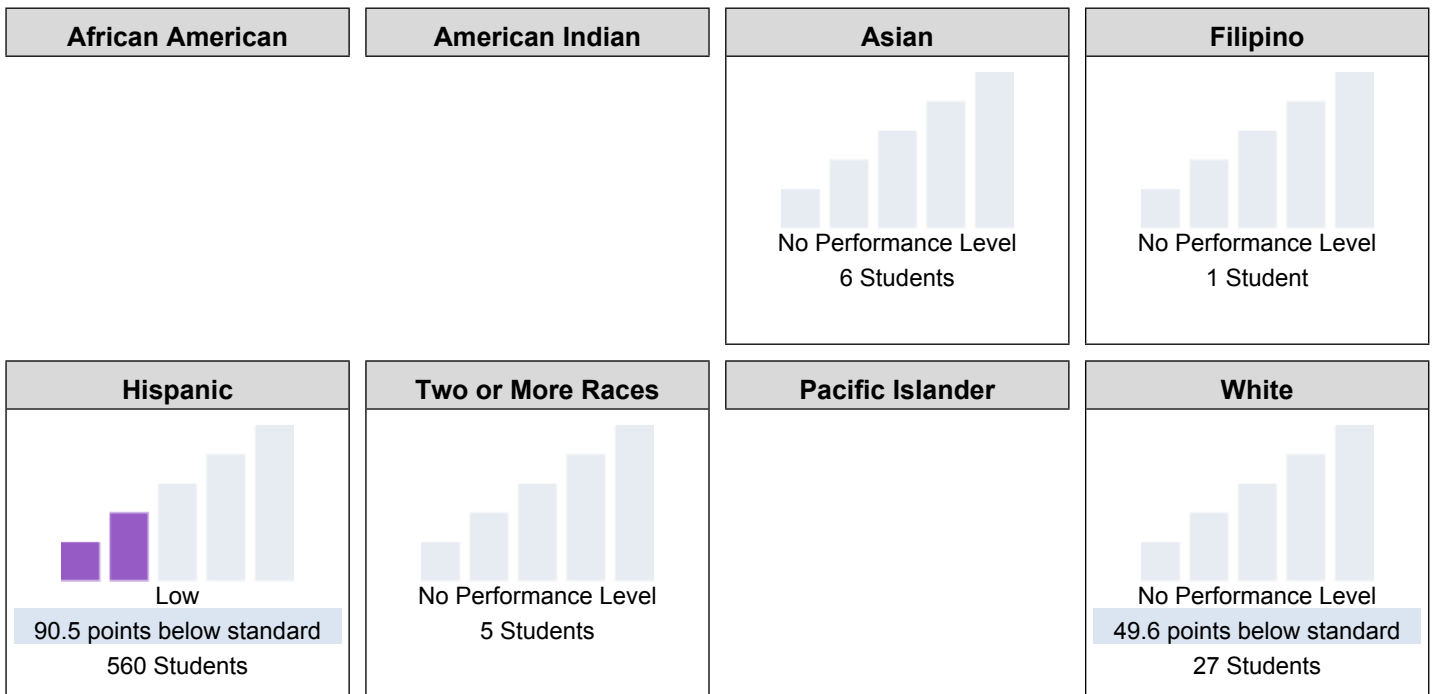 African American
American Indian
Asian
Filipino
No Performance Level
6 Students
No Performance Level
1 Student
Hispanic
Two or More Races
Pacific Islander
White
Low
90.5 points below standard
560 Students
No Performance Level
5 Students
No Performance Level
49.6 points below standard
27 Students